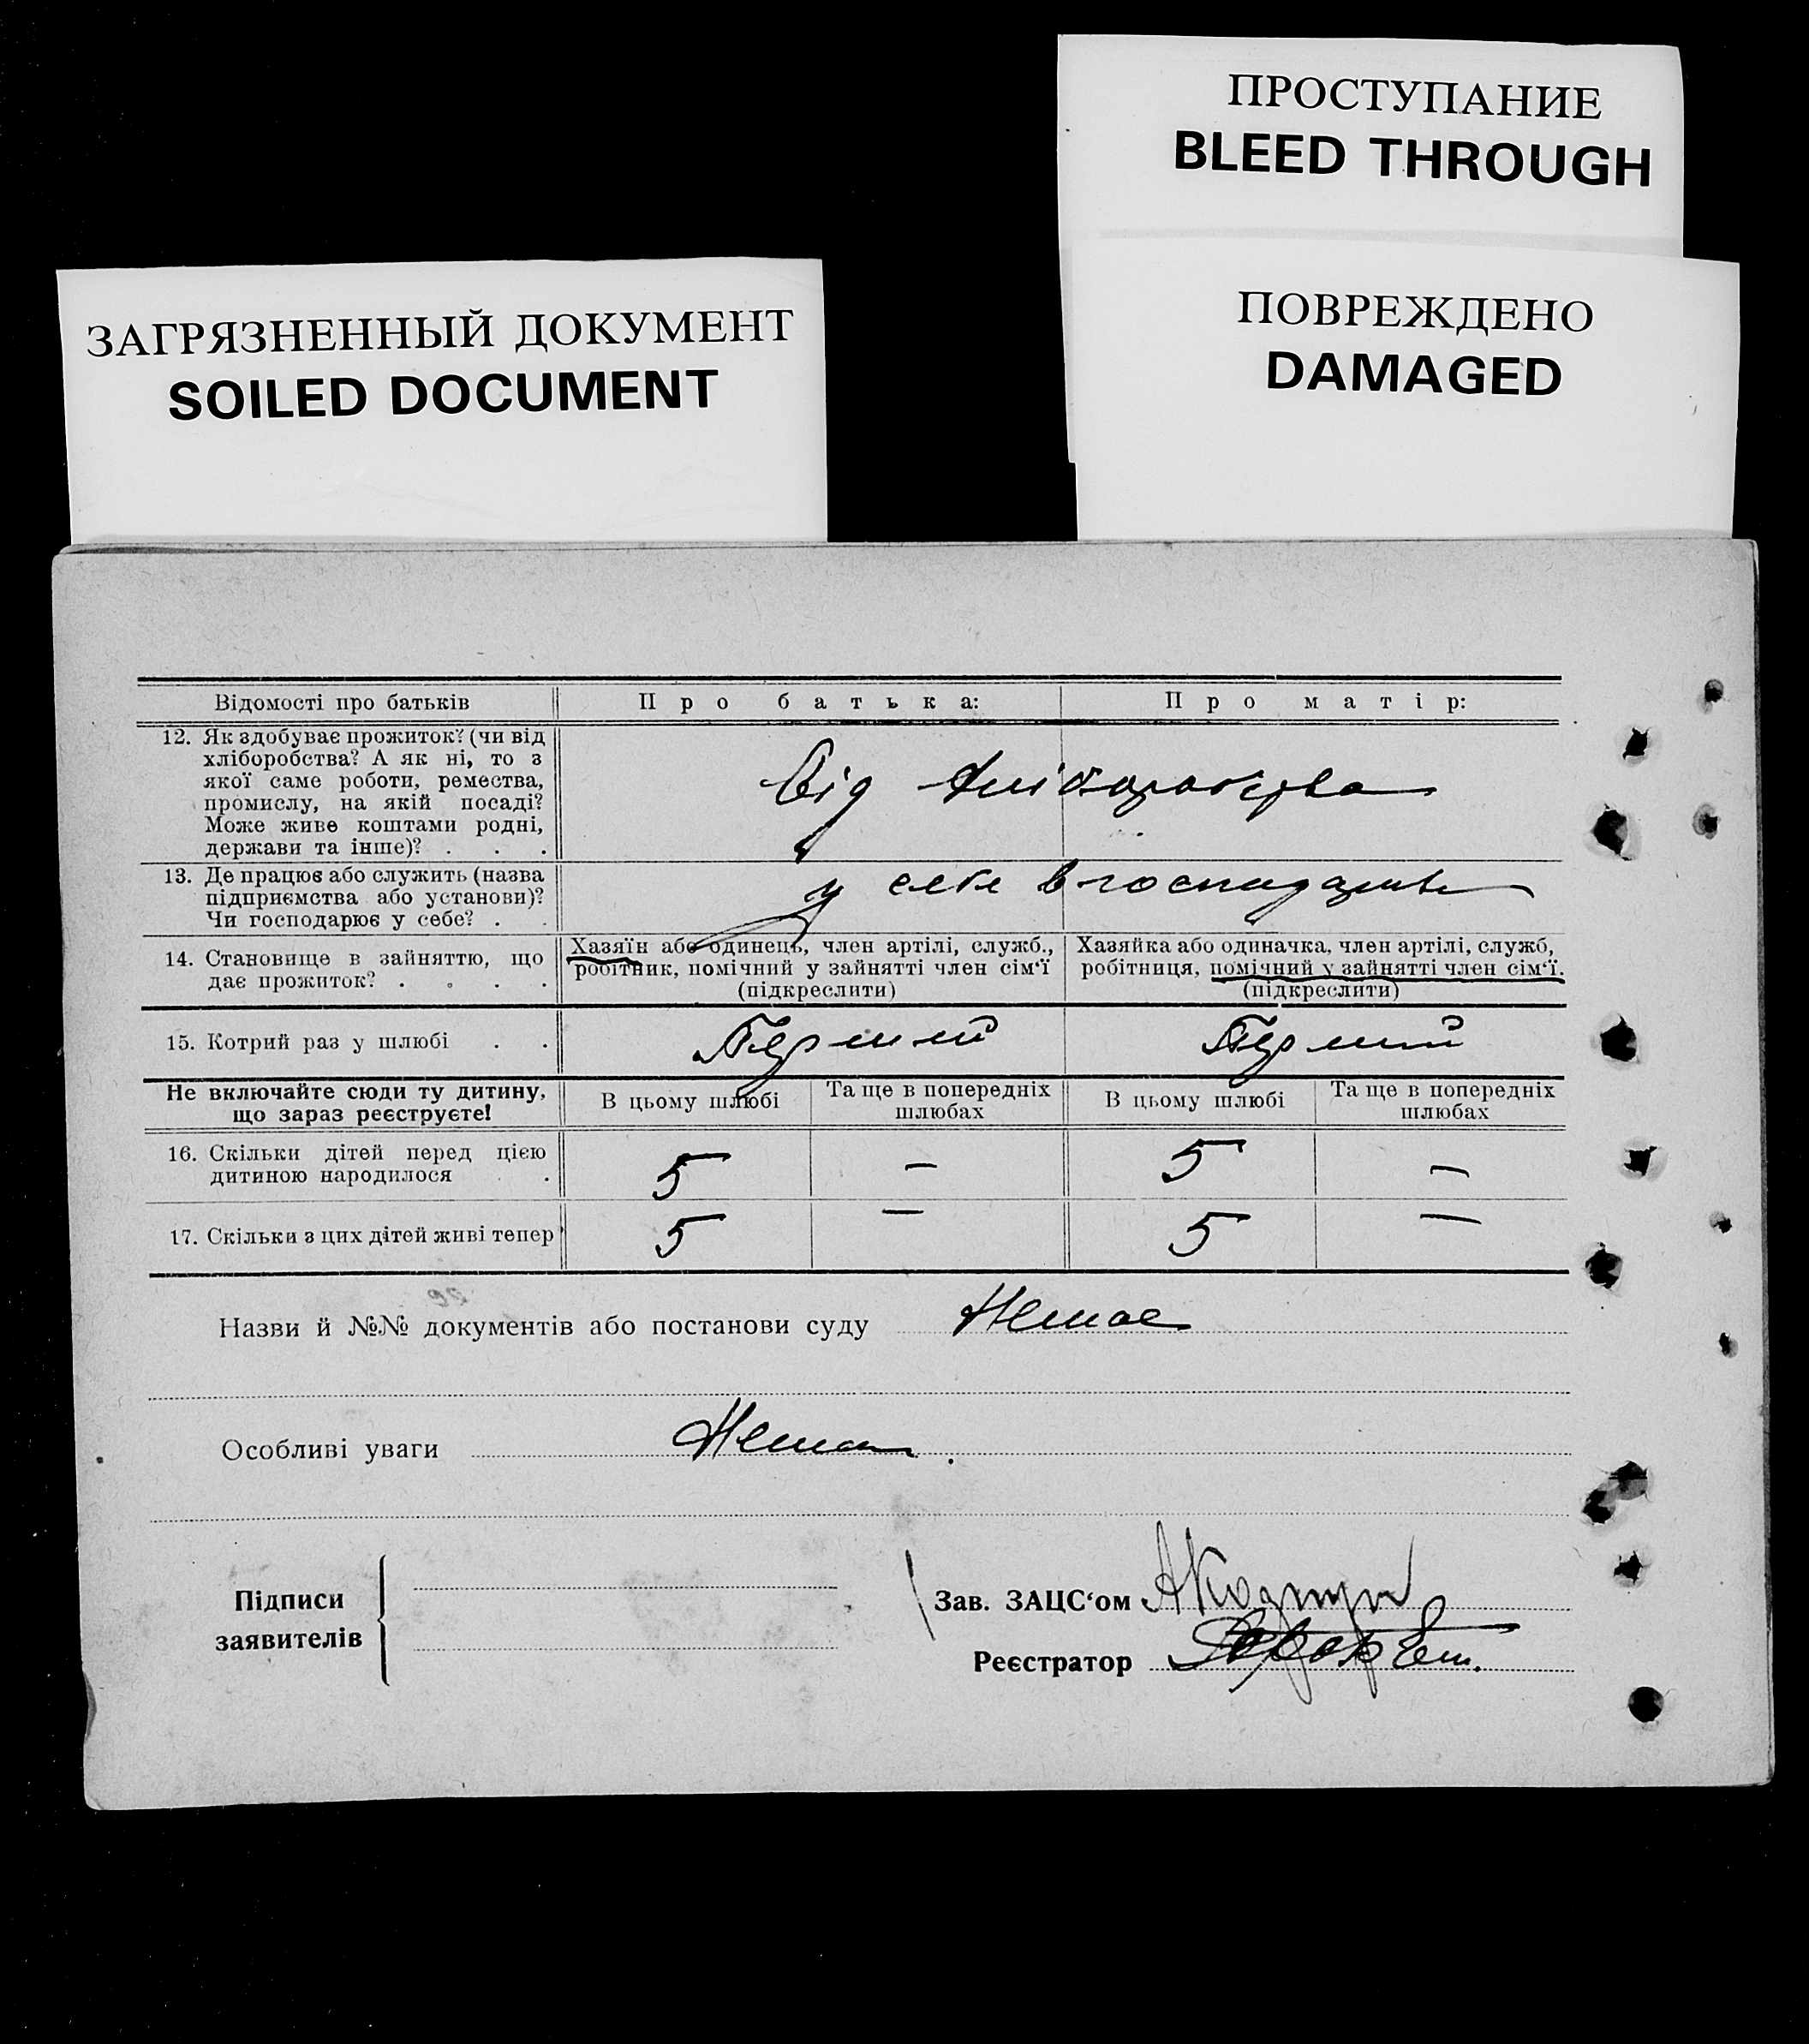 ПРОСТУПАНИЕ
BLEED THROUGH
ЗАГРЯЗНЕННЫЙ ДОКУМЕНТ
SOILED DOCUMENT
ПОВРЕЖДЕНО
DAMAGED
Відомості про батьків
Про батька:
Про матір:
12. Як здобуває прожиток? (чи від
хліборобства? А як ні, то з
якої саме роботи, ремества,
промислу, на якій посаді?
Може живе коштами родні,
держави та інше)? . . .
Від хліборобства
13. Де працює або служить (назва
підприємства або установи)?
Чи господарює у себе? . .
у себе в господарстві
14. Становище в зайняттю, що
дає прожиток? . . . .
Хазяїн або одинець, член артілі, служб.,
робітник, помічний у зайнятті член сім‘ї
(підкреслити)
Хазяйка або одиначка, член артілі, служб,
робітниця, помічний у зайнятті член сім‘ї.
(підкреслити)
15. Котрий раз у шлюбі . .
Перший
Перший
Не включайте сюди ту дитину,
що зараз реєструєте!
В цьому шлюбі
Та ще в попередніх
шлюбах
В цьому шлюбі
Та ще в попередніх
шлюбах
16. Скільки дітей перед цією
дитиною народилося .
5 — 5 —
17. Скільки з цих дітей живі тепер
5 — 5 —
Назви й №№ документів або постанови суду Немає
Особливі уваги Немає
Підписи
заявителів
Зав. ЗАЦС‘ом
Реєстратор